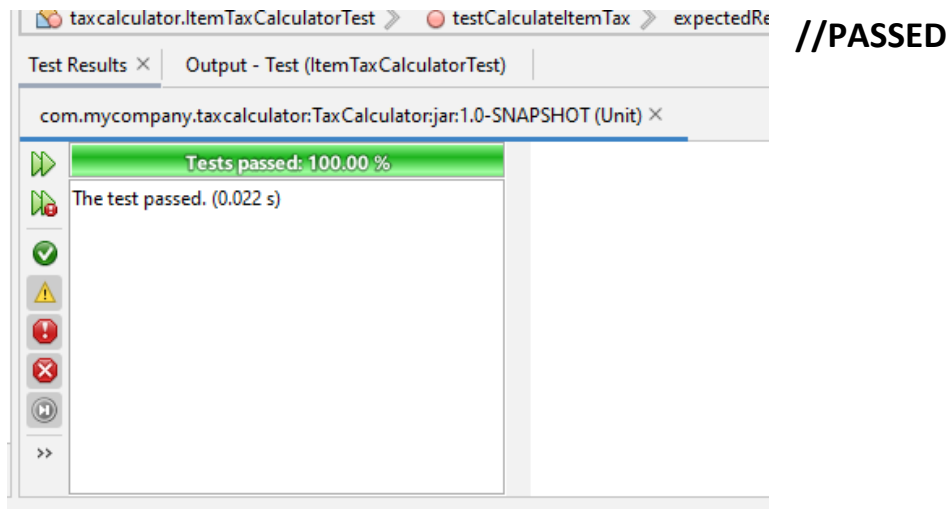 taxcalculator.ItemTaxCalculatorTest testCalculateItemTax expectedRe
//PASSED
Test Results × Output - Test (ItemTaxCalculatorTest)
com.mycompany.taxcalculator:TaxCalculator:jar:1.0-SNAPSHOT (Unit) ×
Tests passed: 100.00 %
The test passed. (0.022 s)
>>